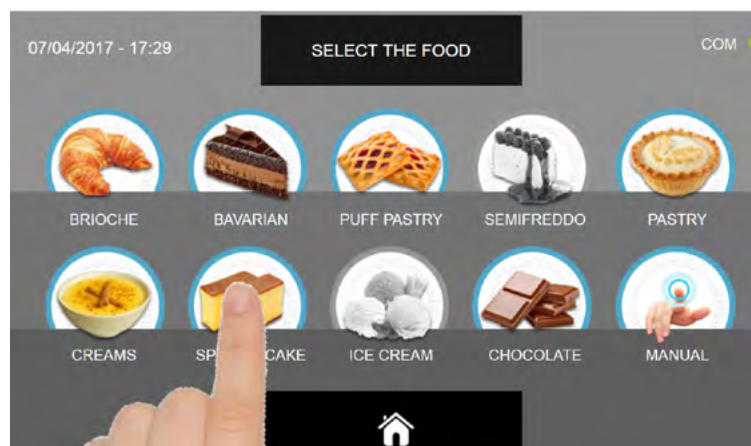 07/04/2017 - 17:29
SELECT THE FOOD
COM
BRIOCHE
BAVARIAN
PUFF PASTRY
SEMIFREDDO
PASTRY
CREAMS
SP CAKE
ICE CREAM
CHOCOLATE
MANUAL